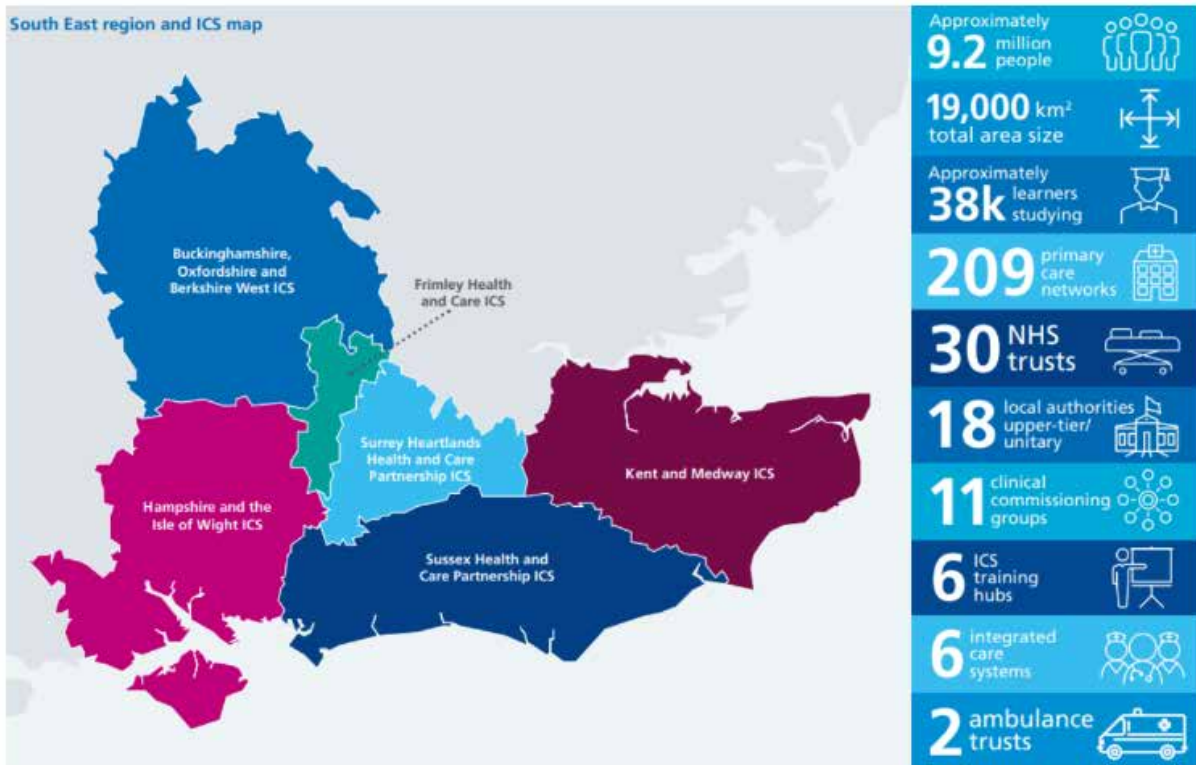 South East region and ICS map
Buckinghamshire,
Oxfordshire and
Berkshire West ICS
Frimley Health
and Care ICS
Surrey Heartlands
Health and Care
Partnership ICS
Kent and Medway ICS
Hampshire and the
Isle of Wight ICS
Sussex Health and
Care Partnership ICS
Approximately
9.2 million
people
19,000 km²
total area size
Approximately
38k learners
studying
209 primary
care
networks
30 NHS
trusts
18 local authorities
upper-tier/
unitary
11 clinical
commissioning
groups
6 ICS
training
hubs
6 integrated
care
systems
2 ambulance
trusts